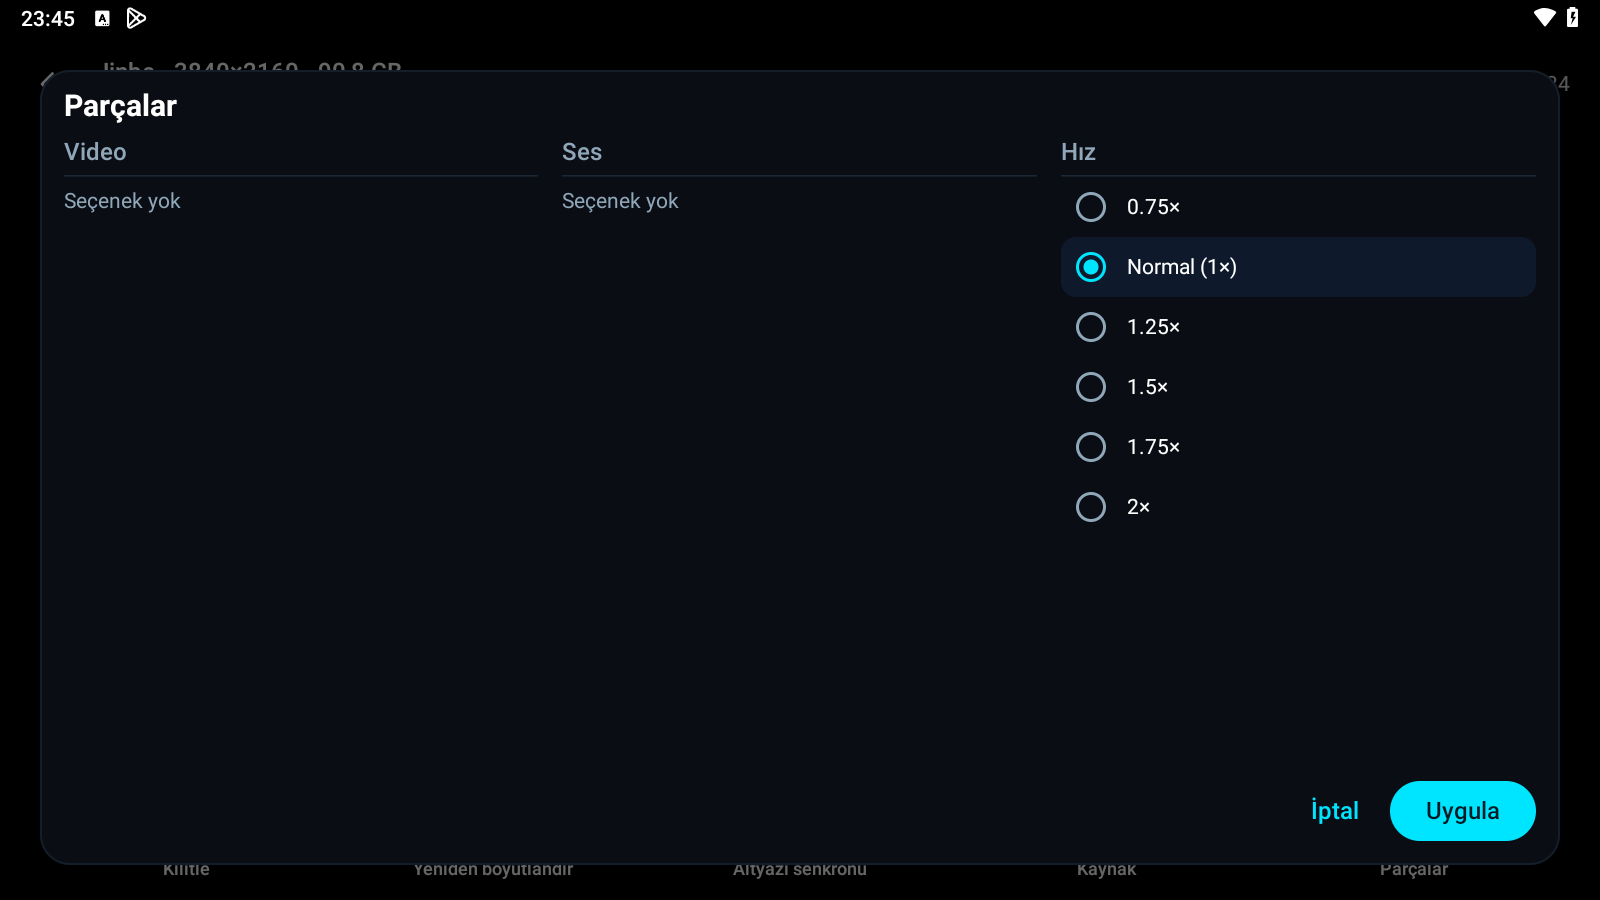 23:45
Parçalar
Video
Seçenek yok
Ses
Seçenek yok
Hız
0.75×
Normal (1×)
1.25×
1.5×
1.75×
2×
İptal
Uygula
Kilitle
Yeniden boyutlandır
Altyazı senkronu
Kaynak
Parçalar